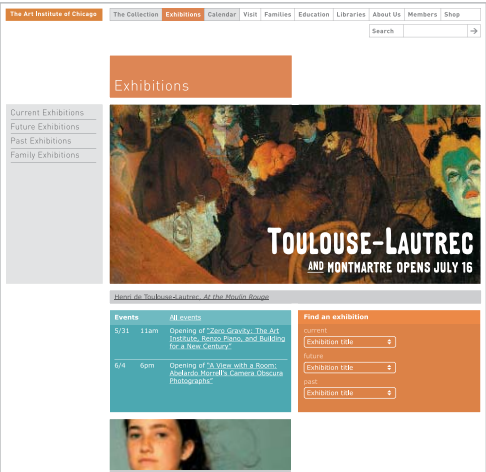 The Art Institute of Chicago
The Collection Exhibitions Calendar Visit Families Education Libraries About Us Members Shop
Search
Exhibitions
Current Exhibitions
Future Exhibitions
Past Exhibitions
Family Exhibitions
TOULOUSE-LAUTREC
AND MONTMARTRE OPENS JULY 16
Henri de Toulouse-Lautrec, At the Moulin Rouge
Events All events
5/31 11am Opening of "Zero Gravity: The Art
Institute, Renzo Piano, and Building
for a New Century"
6/4 6pm Opening of "A View with a Room:
Abelardo Morrell's Camera Obscura
Photographs"
Find an exhibition
current
Exhibition title
future
Exhibition title
past
Exhibition title